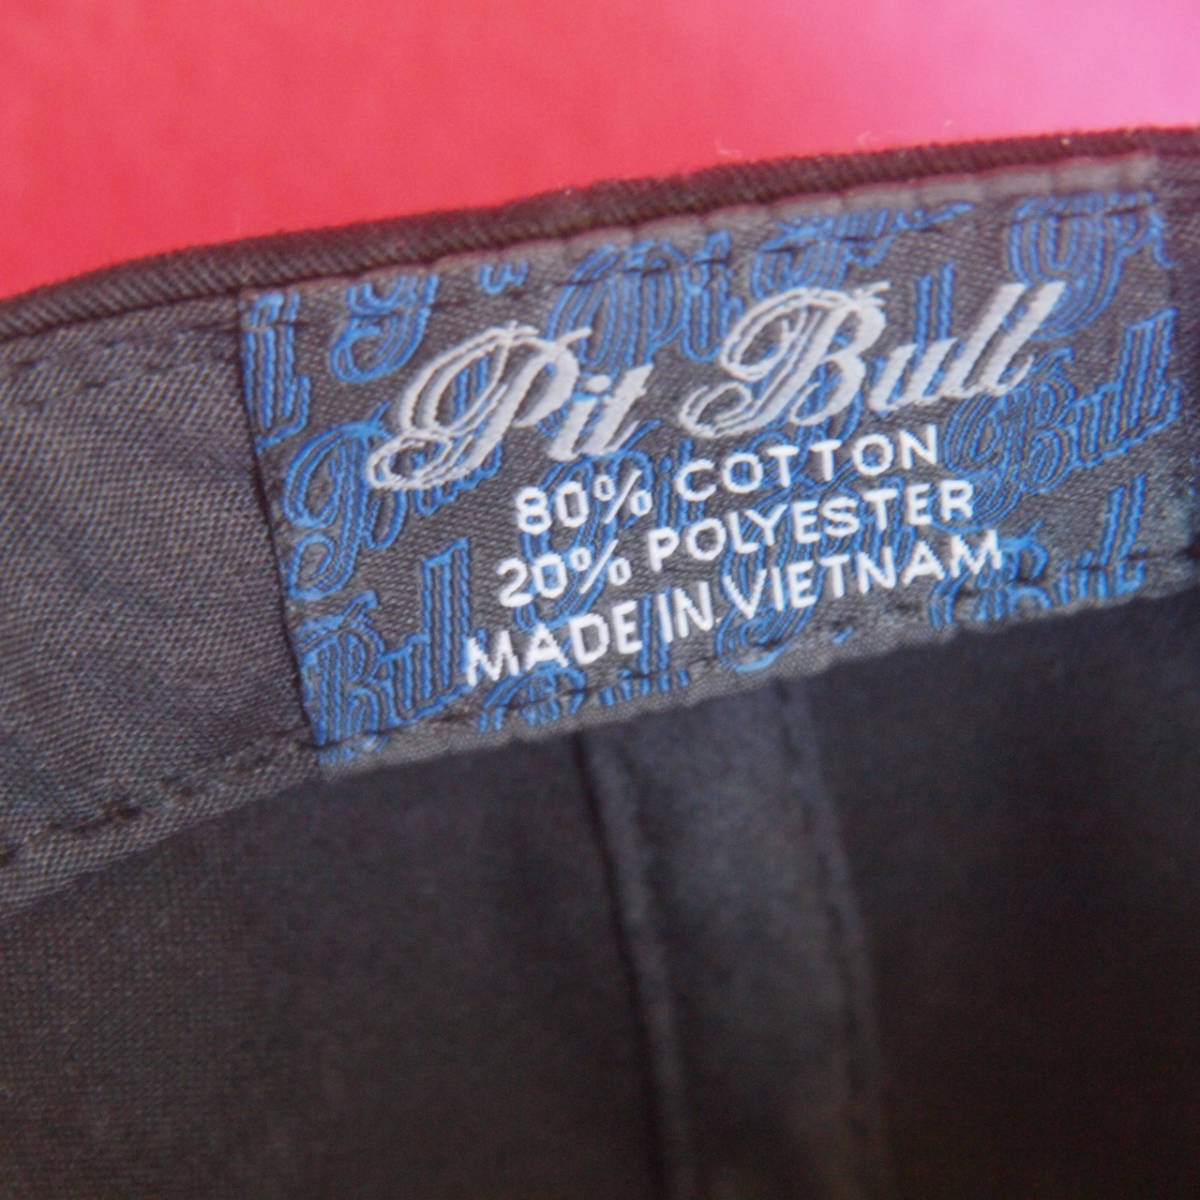 Pit Bull
80% COTTON
20% POLYESTER
MADE IN VIETNAM